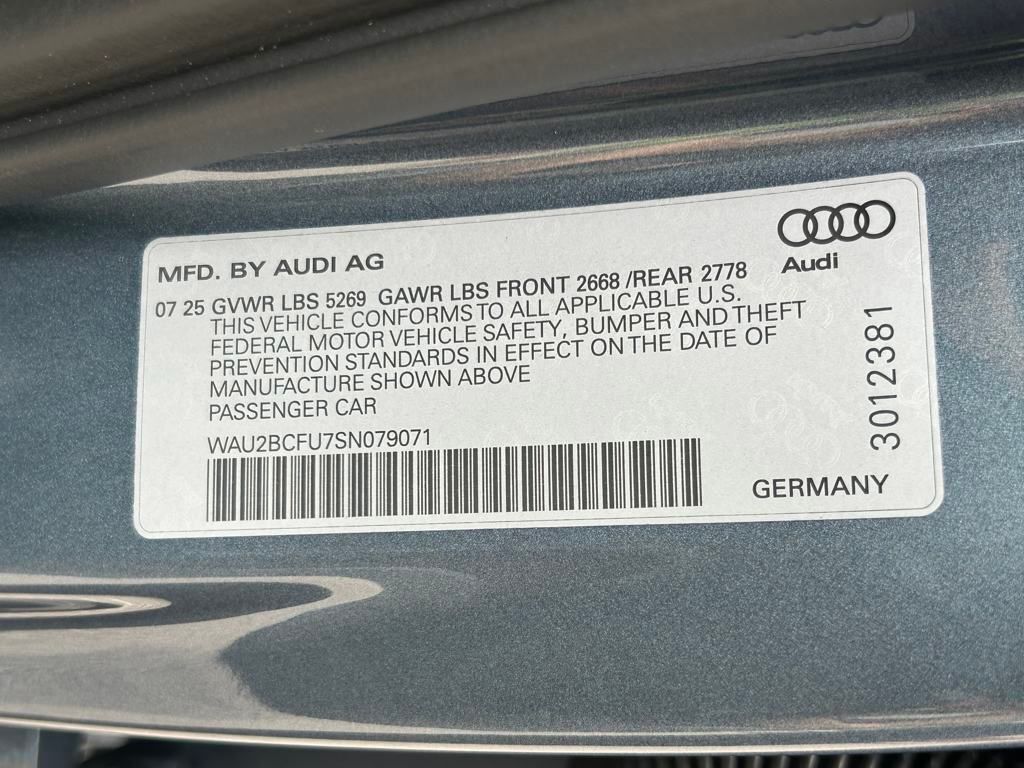 Audi
MFD. BY AUDI AG
07 25 GVWR LBS 5269 GAWR LBS FRONT 2668 /REAR 2778
THIS VEHICLE CONFORMS TO ALL APPLICABLE U.S.
FEDERAL MOTOR VEHICLE SAFETY, BUMPER AND THEFT
PREVENTION STANDARDS IN EFFECT ON THE DATE OF
MANUFACTURE SHOWN ABOVE
PASSENGER CAR
WAU2BCFU7SN079071
GERMANY
3012381